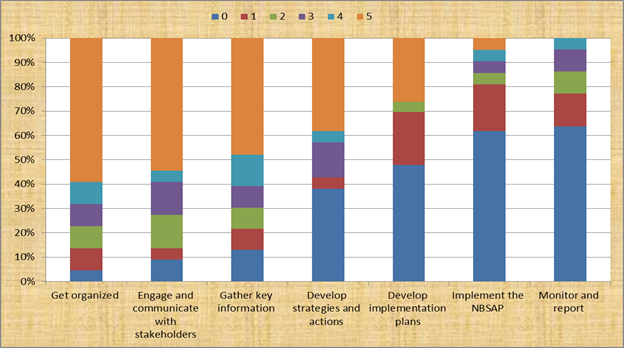 0 1 2 3 4 5
100%
90%
80%
70%
60%
50%
40%
30%
20%
10%
0%
Get organized
Engage and
communicate with
stakeholders
Gather key
information
Develop
strategies and
actions
Develop
implementation
plans
Implement the
NBSAP
Monitor and
report